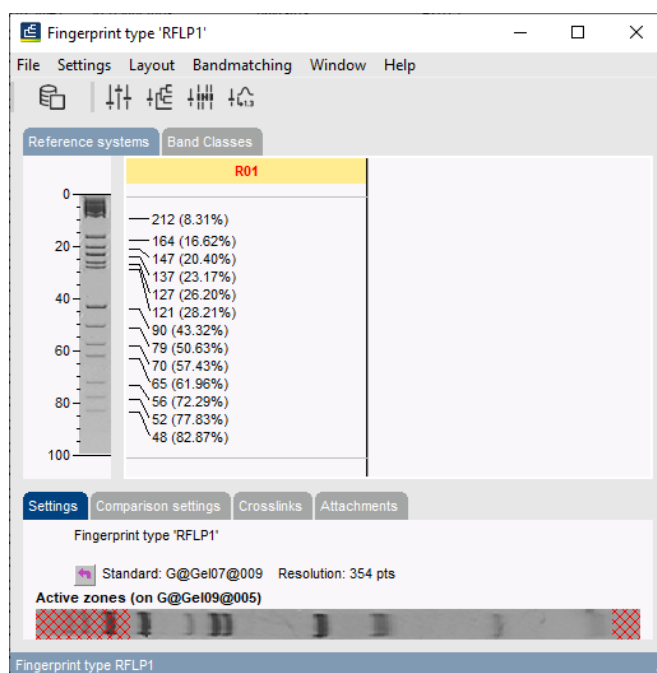 Fingerprint type 'RFLP1'
File Settings Layout Bandmatching Window Help
1.3
Reference systems Band Classes
R01
0
20
40
60
80
100
212 (8.31%)
164 (16.62%)
147 (20.40%)
137 (23.17%)
127 (26.20%)
121 (28.21%)
90 (43.32%)
79 (50.63%)
70 (57.43%)
65 (61.96%)
56 (72.29%)
52 (77.83%)
48 (82.87%)
Settings Comparison settings Crosslinks Attachments
Fingerprint type 'RFLP1'
Standard: G@Gel07@009 Resolution: 354 pts
Active zones (on G@Gel09@005)
Fingerprint type RFLP1